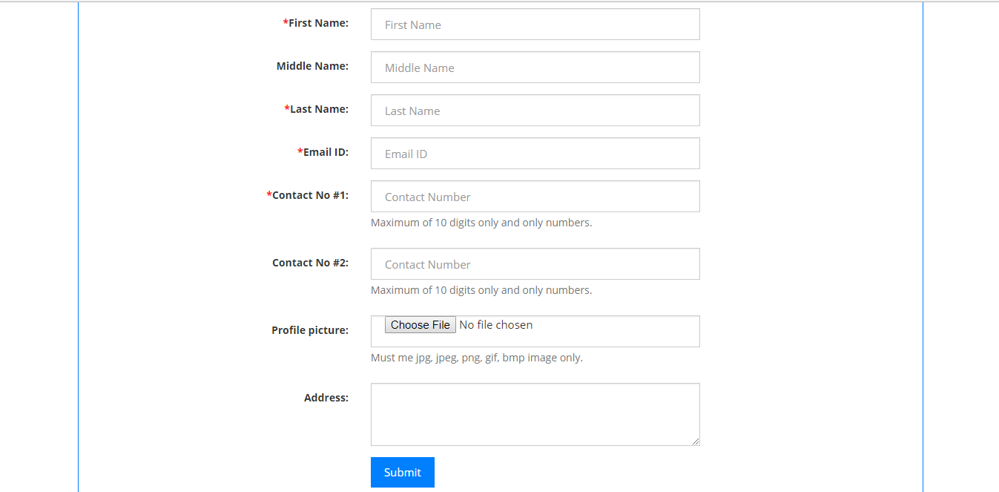 *First Name:
First Name
Middle Name:
Middle Name
*Last Name:
Last Name
*Email ID:
Email ID
*Contact No #1:
Contact Number
Maximum of 10 digits only and only numbers.
Contact No #2:
Contact Number
Maximum of 10 digits only and only numbers.
Profile picture:
Choose File No file chosen
Must me jpg, jpeg, png, gif, bmp image only.
Address:
Submit